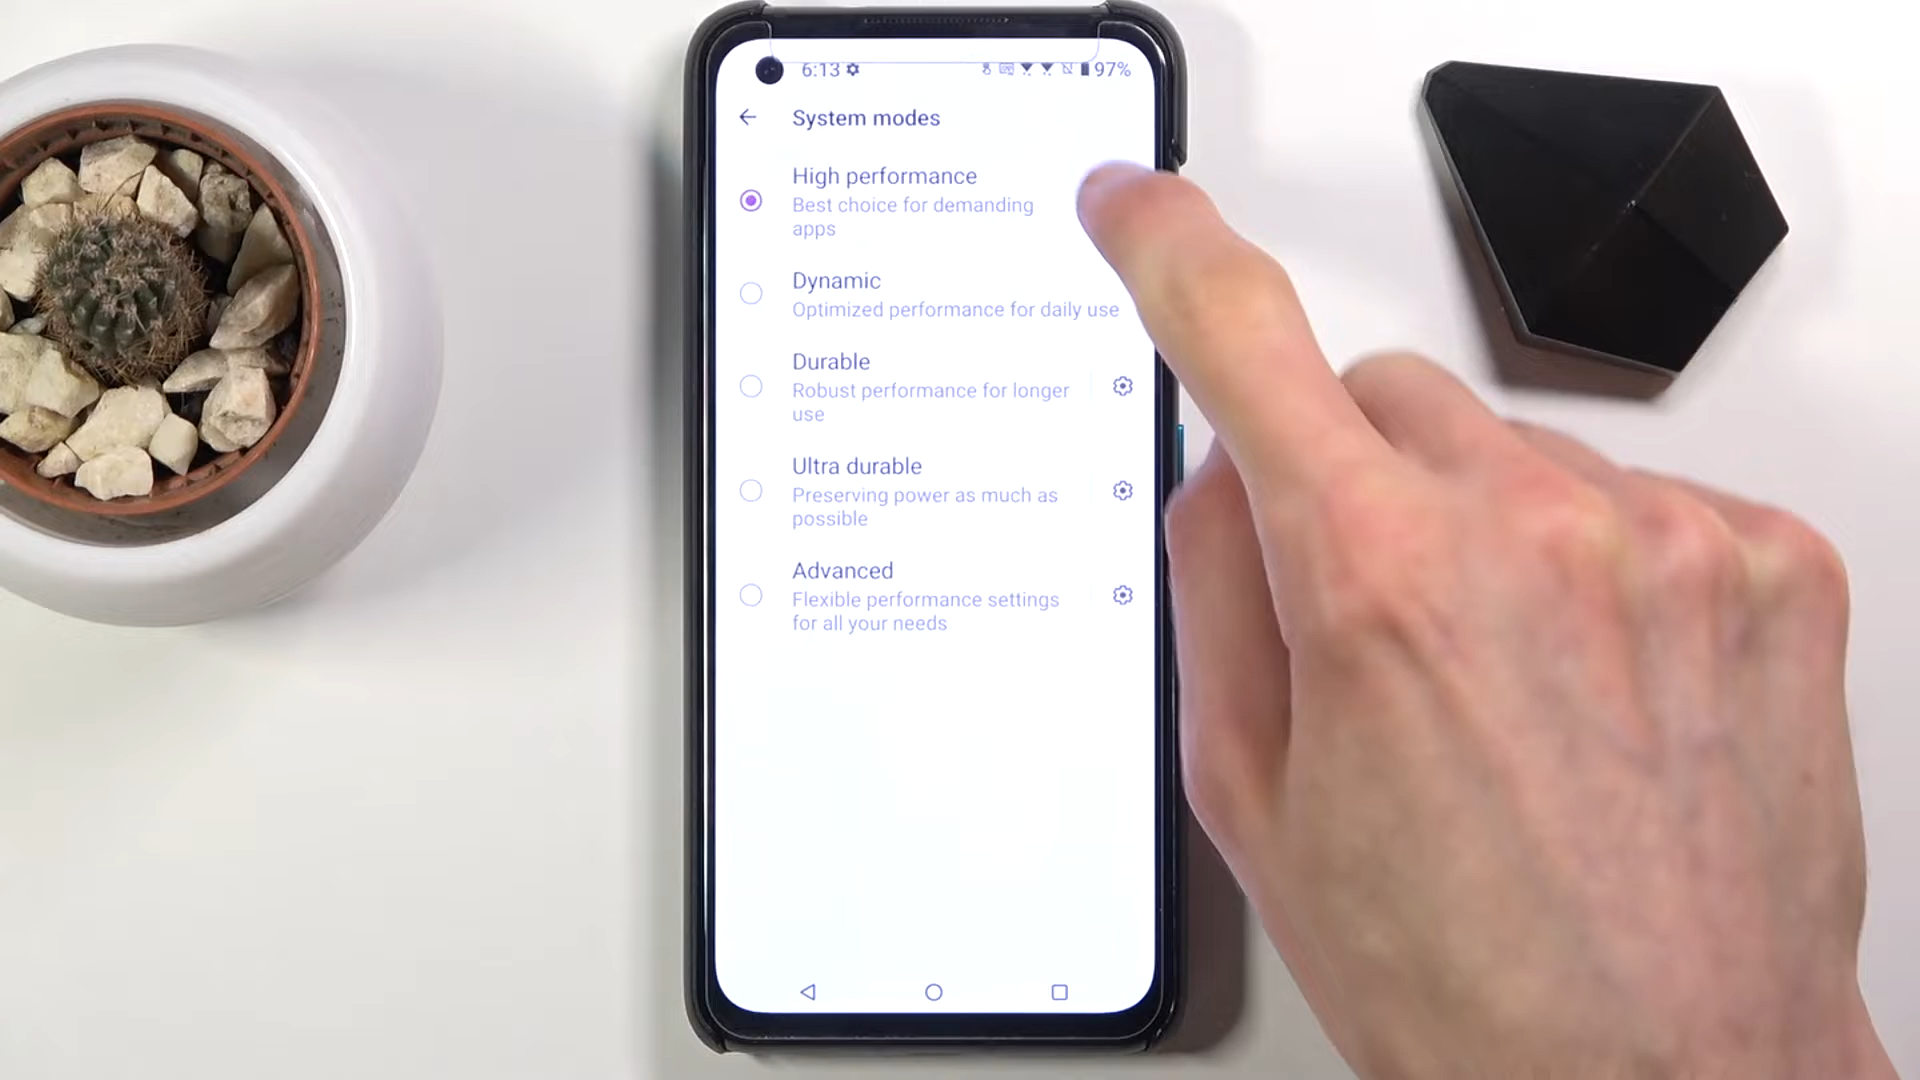 6:13 97%
System modes
High performance
Best choice for demanding
apps
Dynamic
Optimized performance for daily use
Durable
Robust performance for longer
use
Ultra durable
Preserving power as much as
possible
Advanced
Flexible performance settings
for all your needs